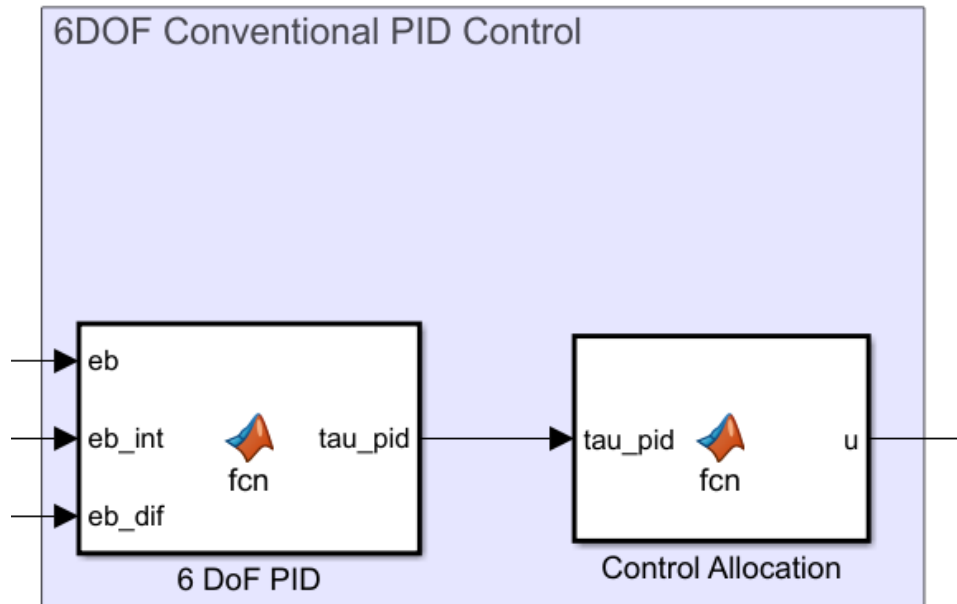 6DOF Conventional PID Control
eb
eb_int
eb_dif
fcn
tau_pid
6 DoF PID
tau_pid
fcn
u
Control Allocation